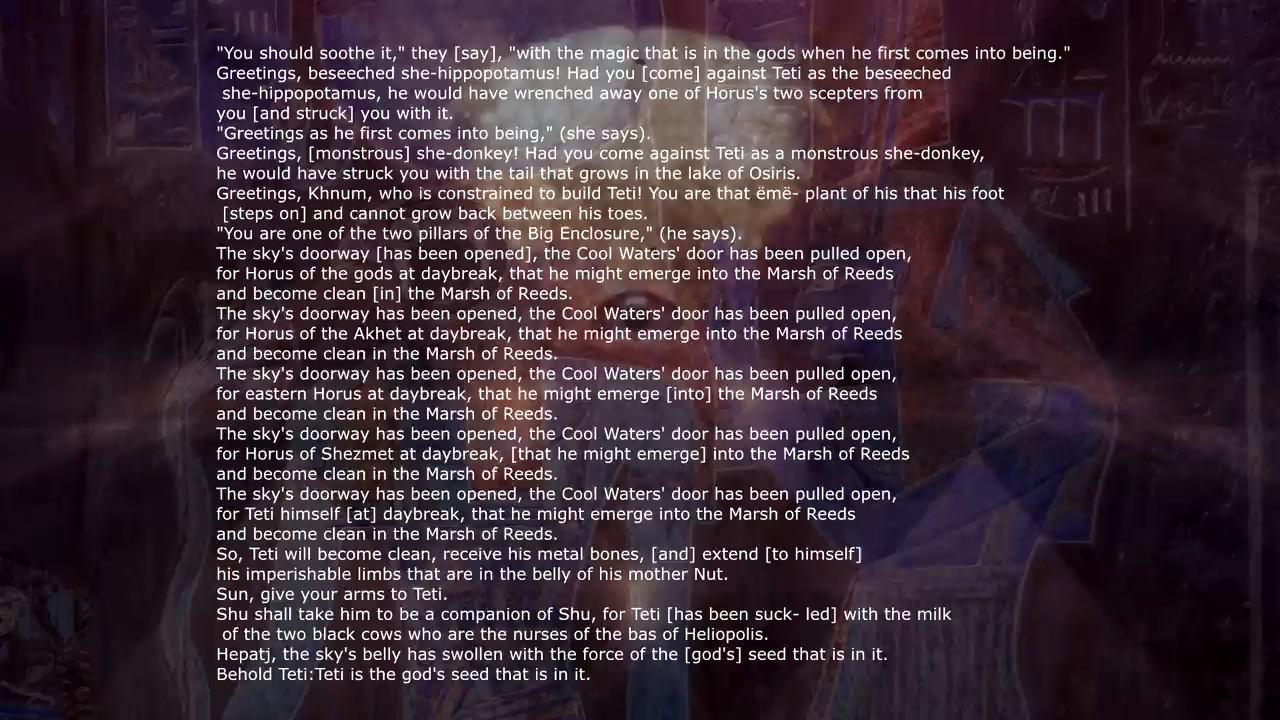 "You should soothe it," they [say], "with the magic that is in the gods when he first comes into being."
Greetings, beseeched she-hippopotamus! Had you [come] against Teti as the beseeched
she-hippopotamus, he would have wrenched away one of Horus's two scepters from
you [and struck] you with it.
"Greetings as he first comes into being," (she says).
Greetings, [monstrous] she-donkey! Had you come against Teti as a monstrous she-donkey,
he would have struck you with the tail that grows in the lake of Osiris.
Greetings, Khnum, who is constrained to build Teti! You are that ëmë- plant of his that his foot
[steps on] and cannot grow back between his toes.
"You are one of the two pillars of the Big Enclosure," (he says).
The sky's doorway [has been opened], the Cool Waters' door has been pulled open,
for Horus of the gods at daybreak, that he might emerge into the Marsh of Reeds
and become clean [in] the Marsh of Reeds.
The sky's doorway has been opened, the Cool Waters' door has been pulled open,
for Horus of the Akhet at daybreak, that he might emerge into the Marsh of Reeds
and become clean in the Marsh of Reeds.
The sky's doorway has been opened, the Cool Waters' door has been pulled open,
for eastern Horus at daybreak, that he might emerge [into] the Marsh of Reeds
and become clean in the Marsh of Reeds.
The sky's doorway has been opened, the Cool Waters' door has been pulled open,
for Horus of Shezmet at daybreak, [that he might emerge] into the Marsh of Reeds
and become clean in the Marsh of Reeds.
The sky's doorway has been opened, the Cool Waters' door has been pulled open,
for Teti himself [at] daybreak, that he might emerge into the Marsh of Reeds
and become clean in the Marsh of Reeds.
So, Teti will become clean, receive his metal bones, [and] extend [to himself]
his imperishable limbs that are in the belly of his mother Nut.
Sun, give your arms to Teti.
Shu shall take him to be a companion of Shu, for Teti [has been suck- led] with the milk
of the two black cows who are the nurses of the bas of Heliopolis.
Hepatj, the sky's belly has swollen with the force of the [god's] seed that is in it.
Behold Teti:Teti is the god's seed that is in it.